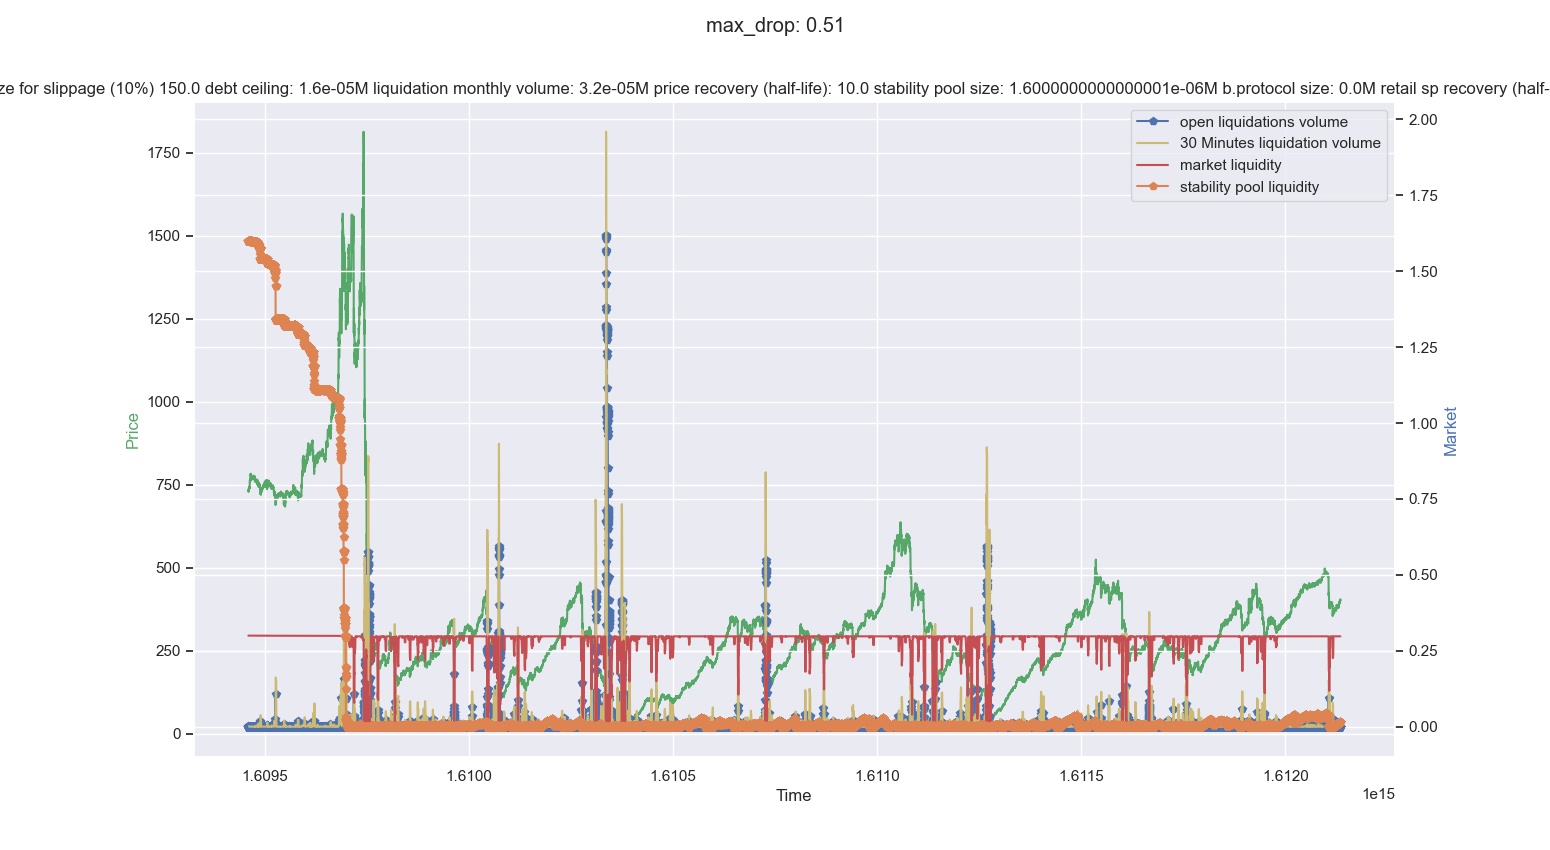 max_drop: 0.51
ze for slippage (10%) 150.0 debt ceiling: 1.6e-05M liquidation monthly volume: 3.2e-05M price recovery (half-life): 10.0 stability pool size: 1.6000000000000001e-06M b.protocol size: 0.0M retail sp recovery (half-
open liquidations volume
30 Minutes liquidation volume
market liquidity
stability pool liquidity
1750
1500
1250
1000
750
500
250
0
Price
2.00
1.75
1.50
1.25
1.00
0.75
0.50
0.25
0.00
Market
1.6095 1.6100 1.6105 1.6110 1.6115 1.6120
Time
1e15